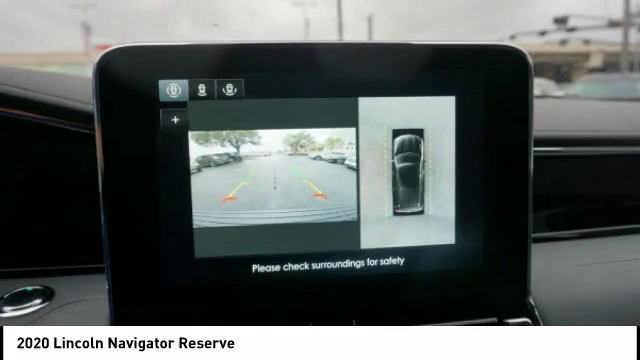 +
Please check surroundings for safety
2020 Lincoln Navigator Reserve